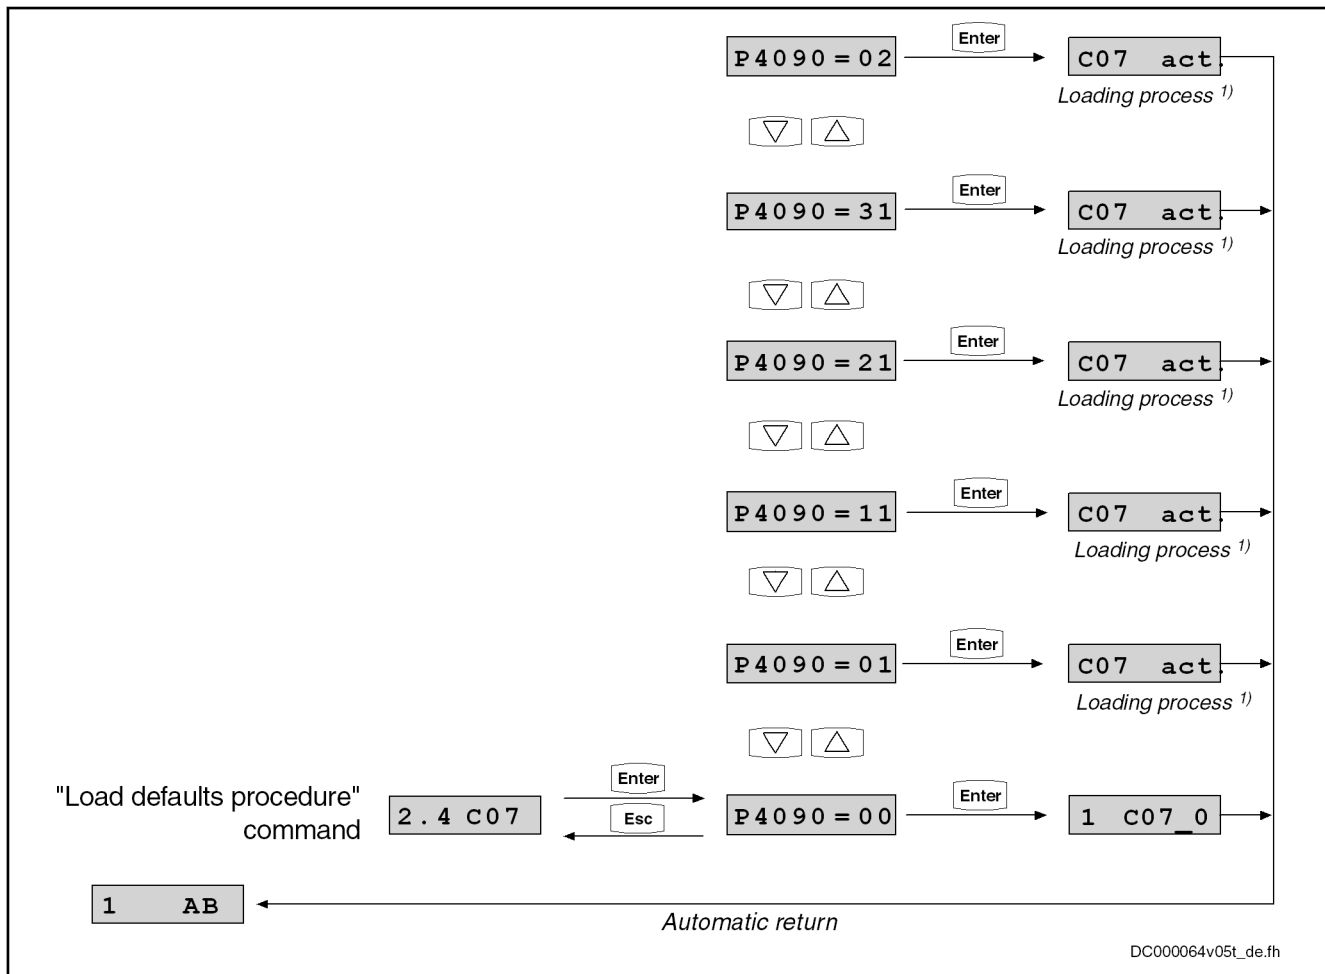 P4090=02 Enter C07 act.
Loading process 1)
P4090=31 Enter C07 act.
Loading process 1)
P4090=21 Enter C07 act.
Loading process 1)
P4090=11 Enter C07 act.
Loading process 1)
P4090=01 Enter C07 act.
Loading process 1)
"Load defaults procedure"
command
2.4 C07
Enter
Esc
P4090=00 Enter 1 C07_0
1 AB
Automatic return
DC000064v05t_de.fh